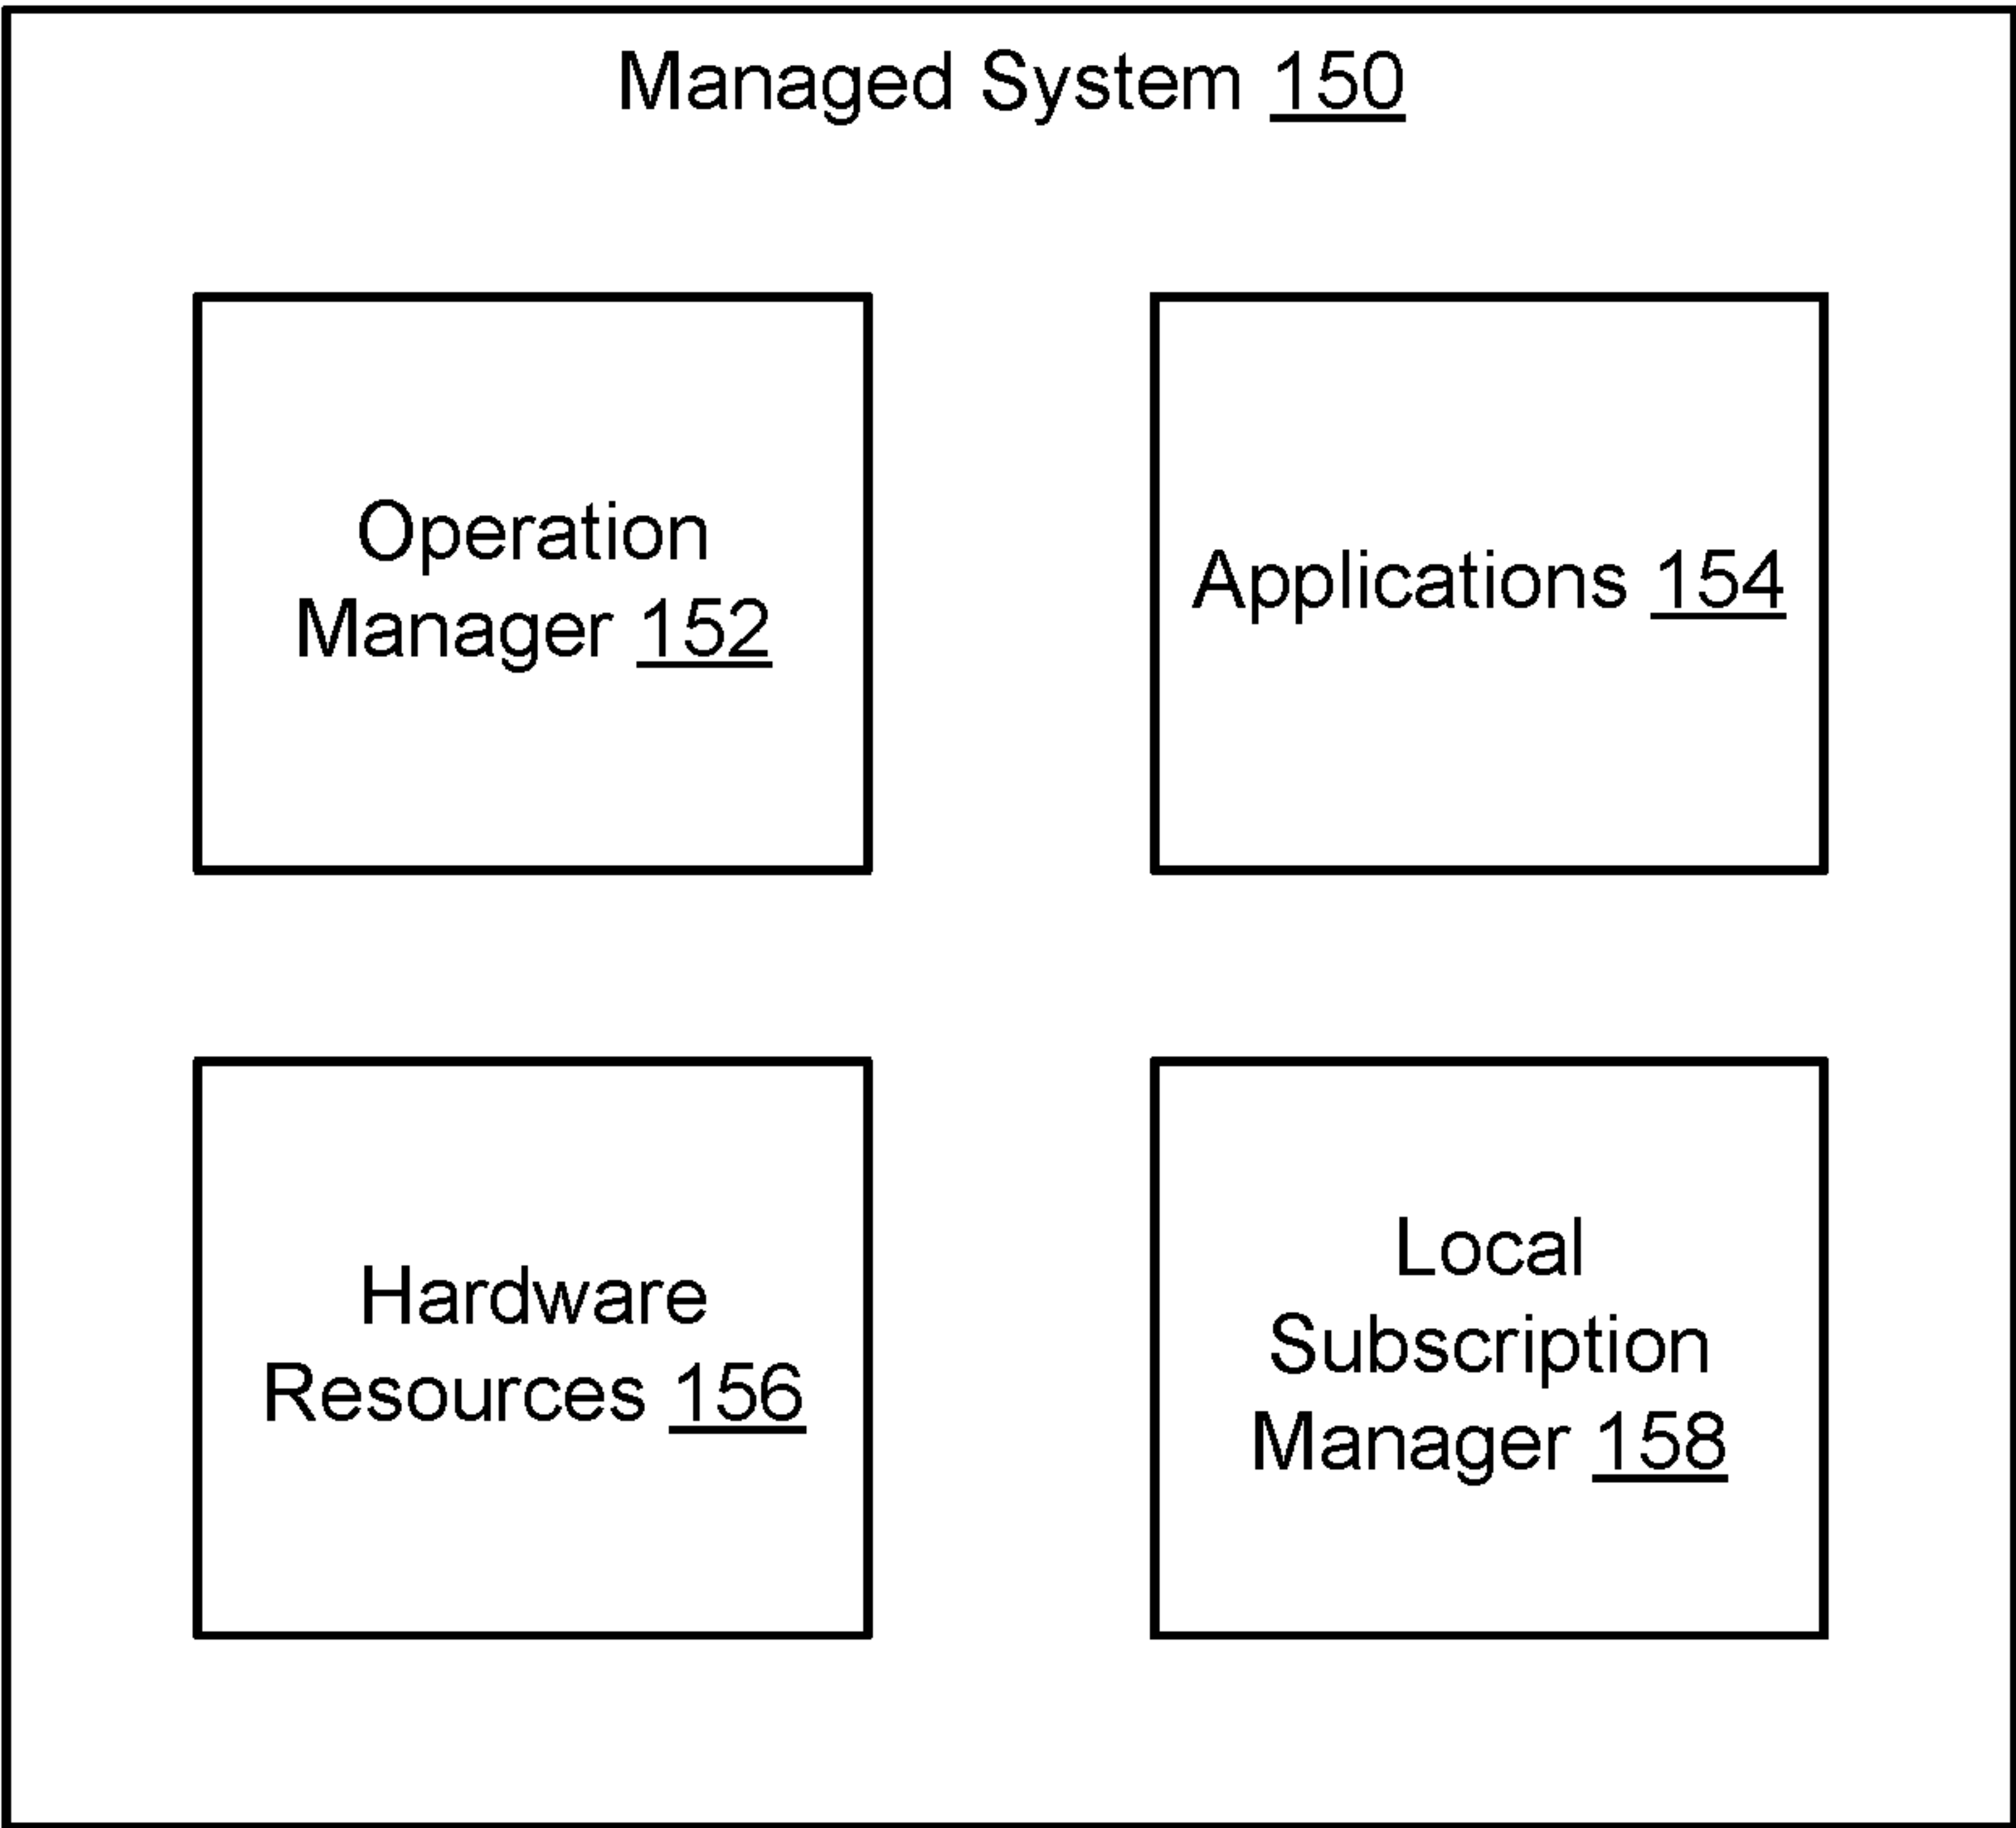 Managed System 150
Operation
Manager 152
Applications 154
Hardware
Resources 156
Local
Subscription
Manager 158